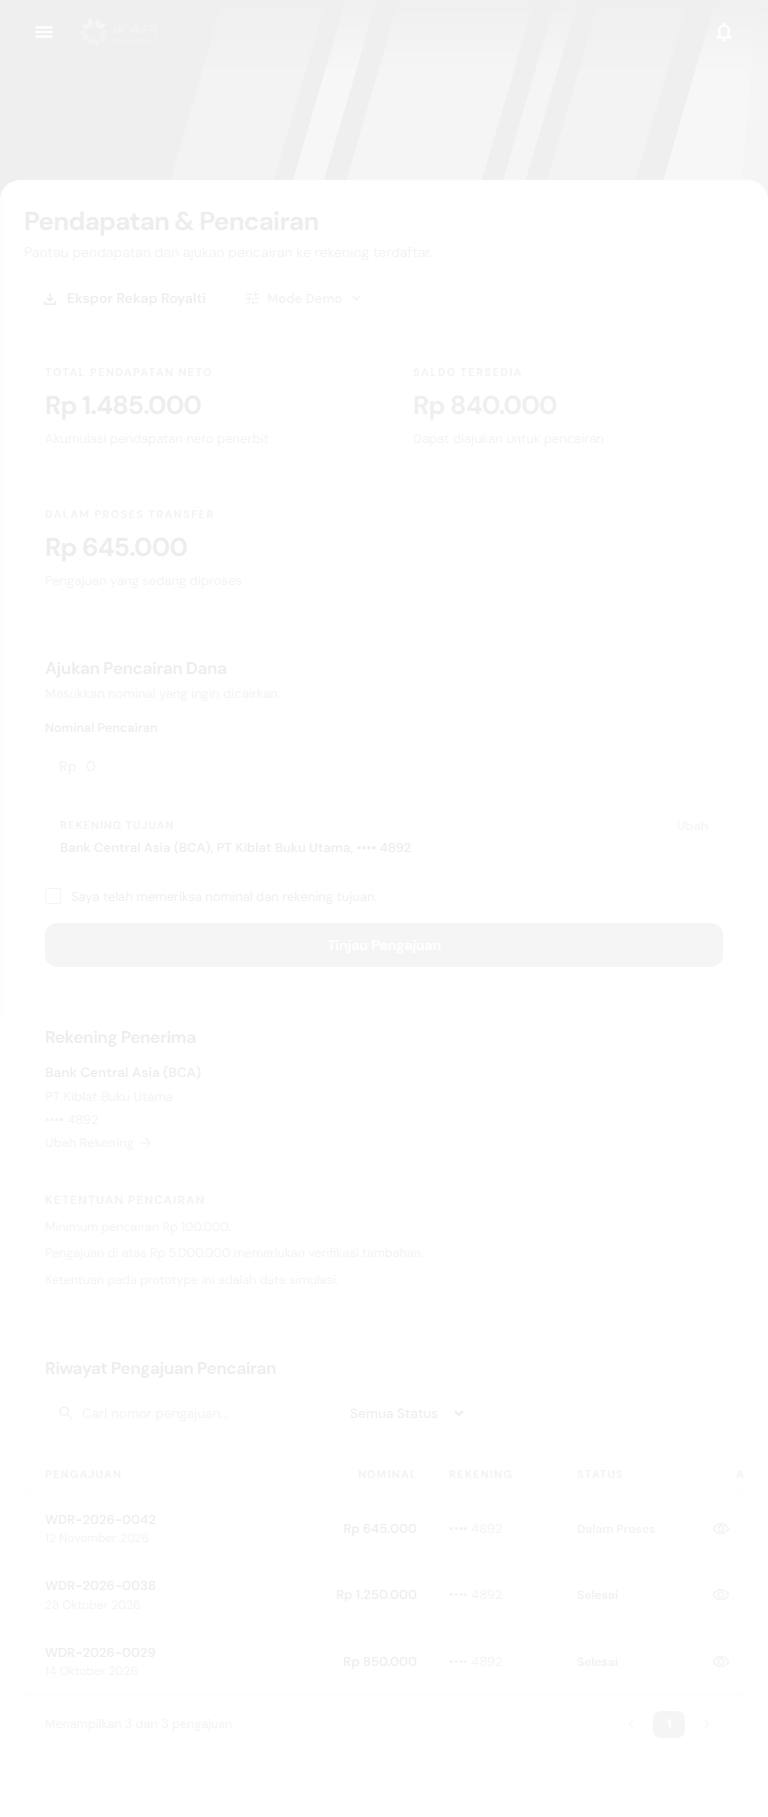 IKAPI
Pendapatan & Pencairan
Pantau pendapatan dan ajukan pencairan ke rekening terdaftar.
Ekspor Rekap Royalti
Mode Demo
TOTAL PENDAPATAN NETO
Rp 1.485.000
Akumulasi pendapatan neto penerbit
SALDO TERSEDIA
Rp 840.000
Dapat diajukan untuk pencairan
DALAM PROSES TRANSFER
Rp 645.000
Pengajuan yang sedang diproses
Ajukan Pencairan Dana
Masukkan nominal yang ingin dicairkan.
Nominal Pencairan
Rp 0
REKENING TUJUAN
Ubah
Bank Central Asia (BCA), PT Kiblat Buku Utama, •••• 4892
Saya telah memeriksa nominal dan rekening tujuan.
Tinjau Pengajuan
Rekening Penerima
Bank Central Asia (BCA)
PT Kiblat Buku Utama
•••• 4892
Ubah Rekening →
KETENTUAN PENCAIRAN
Minimum pencairan Rp 100.000.
Pengajuan di atas Rp 5.000.000 memerlukan verifikasi tambahan.
Ketentuan pada prototype ini adalah data simulasi.
Riwayat Pengajuan Pencairan
Cari nomor pengajuan...
Semua Status
PENGAJUAN NOMINAL REKENING STATUS A
WDR-2026-0042
12 November 2026
Rp 645.000 •••• 4892 Dalam Proses
WDR-2026-0038
28 Oktober 2026
Rp 1.250.000 •••• 4892 Selesai
WDR-2026-0029
14 Oktober 2026
Rp 850.000 •••• 4892 Selesai
Menampilkan 3 dari 3 pengajuan
1